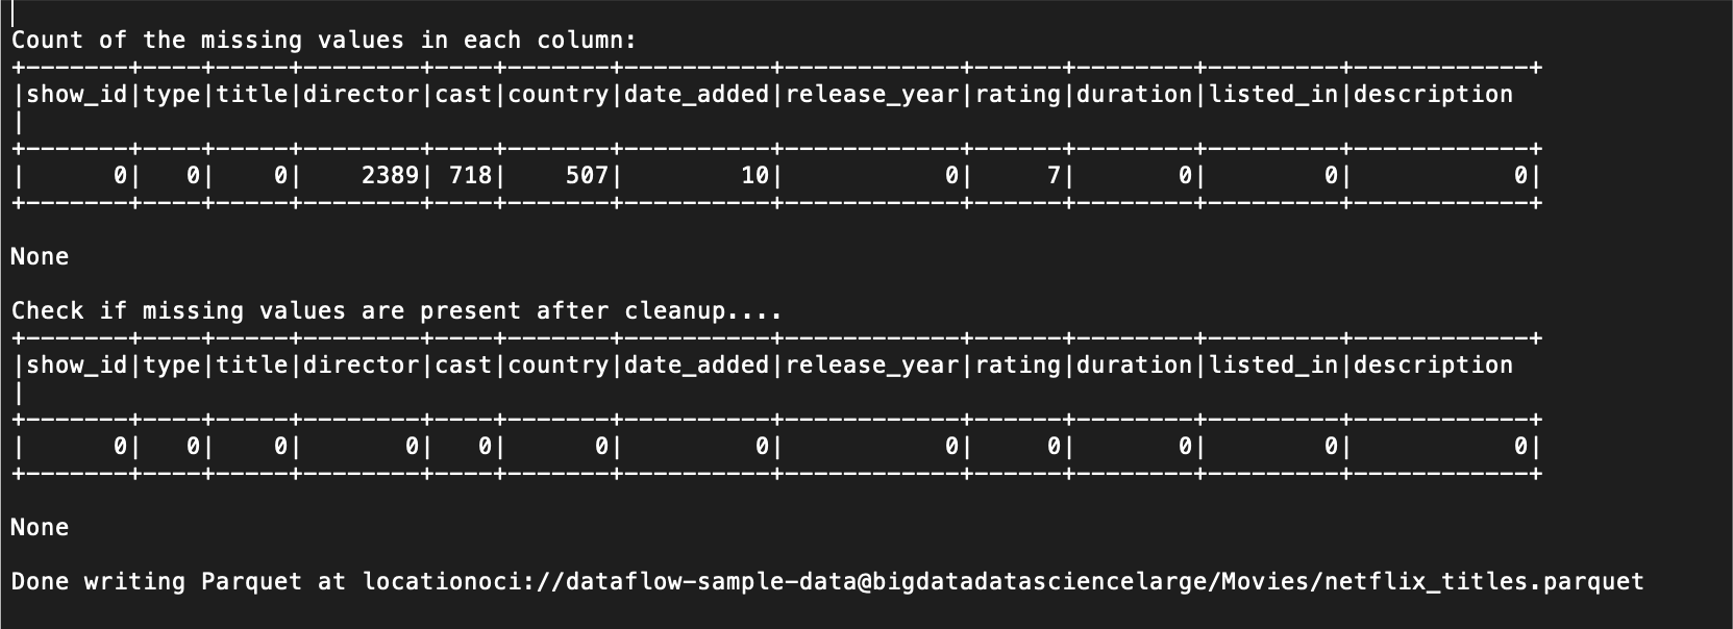 Count of the missing values in each column:
+-------+----+-----+--------+----+-------+----------+------------+------+--------+---------+------------+
|show_id|type|title|director|cast|country|date_added|release_year|rating|duration|listed_in|description
|
+-------+----+-----+--------+----+-------+----------+------------+------+--------+---------+------------+
|      0|   0|    0|    2389| 718|    507|        10|           0|     7|       0|        0|           0|
+-------+----+-----+--------+----+-------+----------+------------+------+--------+---------+------------+
None
Check if missing values are present after cleanup....
+-------+----+-----+--------+----+-------+----------+------------+------+--------+---------+------------+
|show_id|type|title|director|cast|country|date_added|release_year|rating|duration|listed_in|description
|
+-------+----+-----+--------+----+-------+----------+------------+------+--------+---------+------------+
|      0|   0|    0|       0|   0|      0|         0|           0|     0|       0|        0|           0|
+-------+----+-----+--------+----+-------+----------+------------+------+--------+---------+------------+
None
Done writing Parquet at locationoci://dataflow-sample-data@bigdatadatasciencelarge/Movies/netflix_titles.parquet